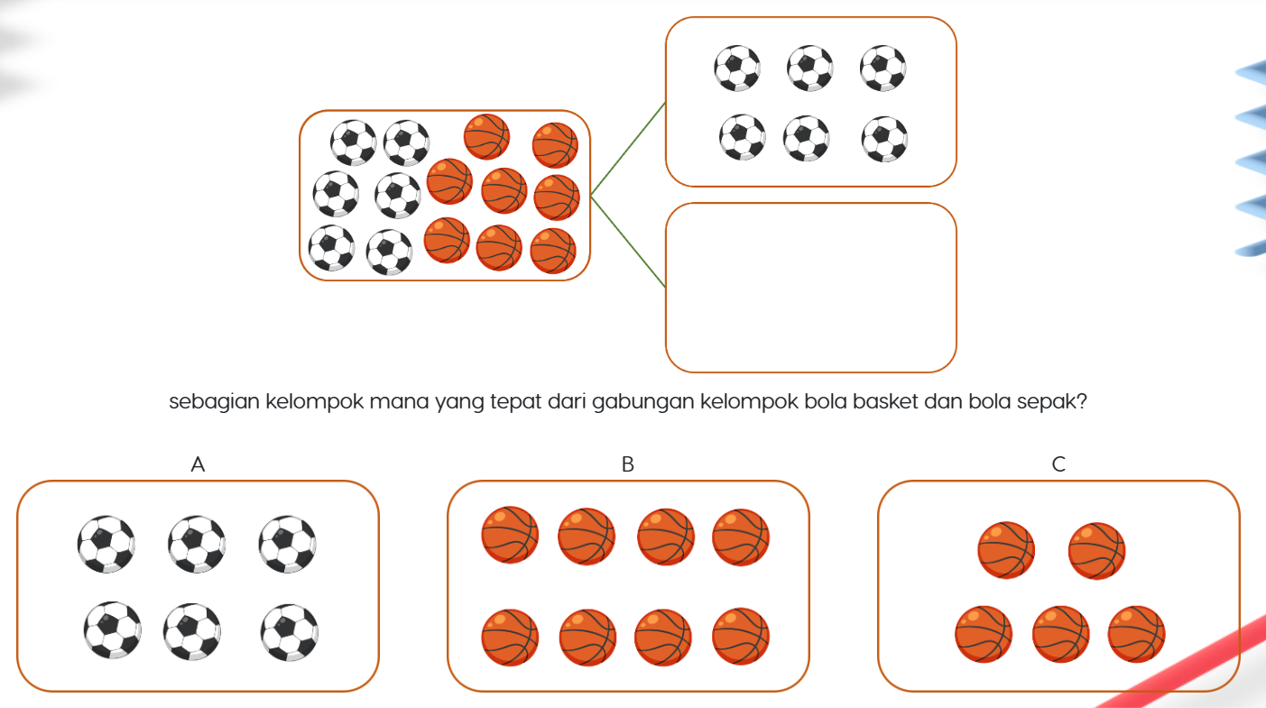 sebagian kelompok mana yang tepat dari gabungan kelompok bola basket dan bola sepak?
A
B
C